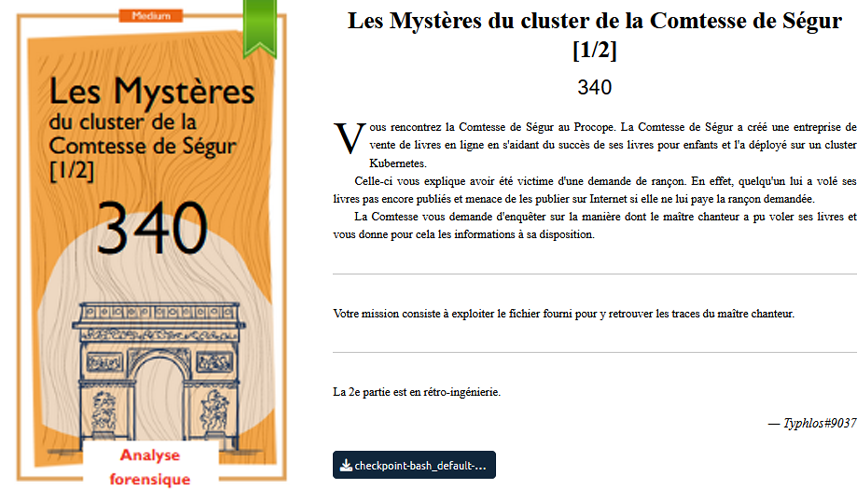 Medium
Les Mystères
du cluster de la
Comtesse de Ségur
[1/2]
340
Analyse
forensique
Les Mystères du cluster de la Comtesse de Ségur
[1/2]
340
Vous rencontrez la Comtesse de Ségur au Procope. La Comtesse de Ségur a créé une entreprise de
vente de livres en ligne en s'aidant du succès de ses livres pour enfants et l'a déployé sur un cluster
Kubernetes.
Celle-ci vous explique avoir été victime d'une demande de rançon. En effet, quelqu'un lui a volé ses
livres pas encore publiés et menace de les publier sur Internet si elle ne lui paye la rançon demandée.
La Comtesse vous demande d'enquêter sur la manière dont le maître chanteur a pu voler ses livres et
vous donne pour cela les informations à sa disposition.
Votre mission consiste à exploiter le fichier fourni pour y retrouver les traces du maître chanteur.
La 2e partie est en rétro-ingénierie.
— Typhlos#9037
checkpoint-bash_default-...